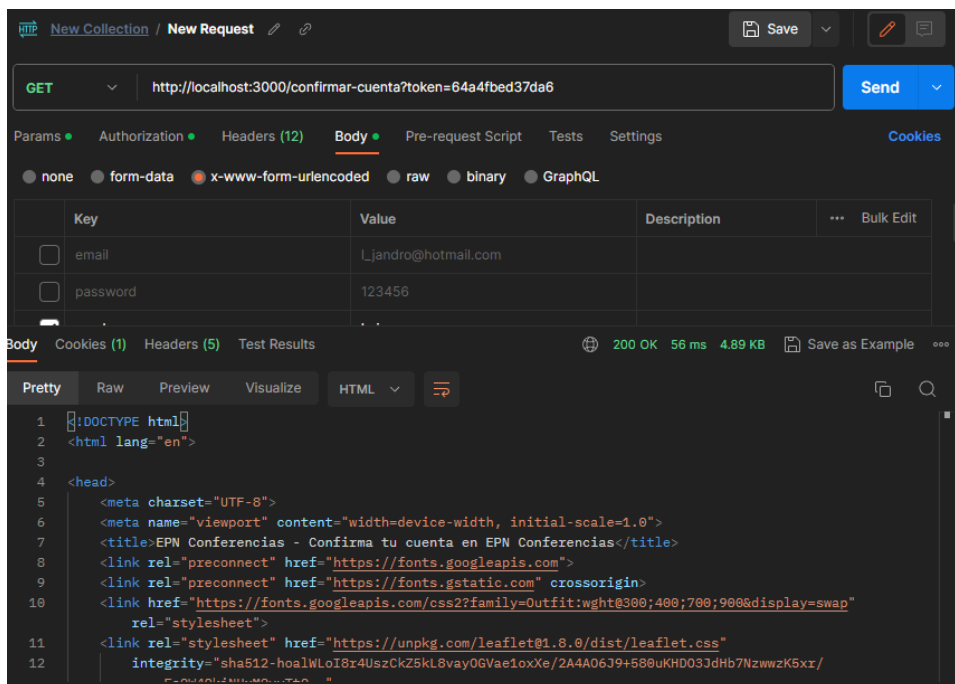 HTTP New Collection / New Request Save
GET http://localhost:3000/confirmar-cuenta?token=64a4fbed37da6 Send
Params Authorization Headers (12) Body Pre-request Script Tests Settings Cookies
none form-data x-www-form-urlencoded raw binary GraphQL
Key Value Description ••• Bulk Edit
email l_jandro@hotmail.com
password 123456
Body Cookies (1) Headers (5) Test Results 200 OK 56 ms 4.89 KB Save as Example
Pretty Raw Preview Visualize HTML
1 <!DOCTYPE html>
2 <html lang="en">
3
4 <head>
5 <meta charset="UTF-8">
6 <meta name="viewport" content="width=device-width, initial-scale=1.0">
7 <title>EPN Conferencias - Confirma tu cuenta en EPN Conferencias</title>
8 <link rel="preconnect" href="https://fonts.googleapis.com">
9 <link rel="preconnect" href="https://fonts.gstatic.com" crossorigin>
10 <link href="https://fonts.googleapis.com/css2?family=Outfit:wght@300;400;700;900&display=swap"
rel="stylesheet">
11 <link rel="stylesheet" href="https://unpkg.com/leaflet@1.8.0/dist/leaflet.css"
12 integrity="sha512-hoalWLoI8r4UszCkZ5kL8vayOGVae1oxXe/2A4AO6J9+580uKHDO3JdHb7NzwwzK5xr/